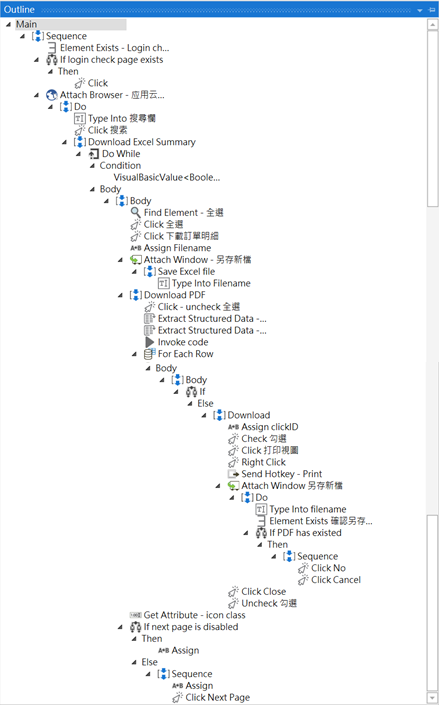 Outline
Main
Sequence
Element Exists - Login ch...
If login check page exists
Then
Click
Attach Browser - 应用云...
Do
Type Into 搜尋欄
Click 搜索
Download Excel Summary
Do While
Condition
VisualBasicValue<Boole...
Body
Body
Find Element - 全選
Click 全選
Click 下載訂單明細
A+B Assign Filename
Attach Window - 另存新檔
Save Excel file
Type Into Filename
Download PDF
Click - uncheck 全選
Extract Structured Data -...
Extract Structured Data -...
Invoke code
For Each Row
Body
Body
If
Else
Download
A+B Assign clickID
Check 勾選
Click 打印視圖
Right Click
Send Hotkey - Print
Attach Window 另存新檔
Do
Type Into filename
Element Exists 確認另存...
If PDF has existed
Then
Sequence
Click No
Click Cancel
Click Close
Uncheck 勾選
Get Attribute - icon class
If next page is disabled
Then
A+B Assign
Else
Sequence
A+B Assign
Click Next Page